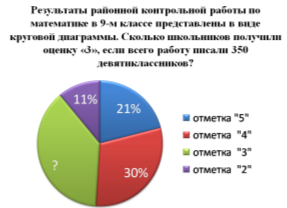 Результаты районной контрольной работы по
математике в 9-м классе представлены в виде
круговой диаграммы. Сколько школьников получили
оценку «3», если всего работу писали 350
девятиклассников?
11%
21%
?
30%
отметка "5"
отметка "4"
отметка "3"
отметка "2"